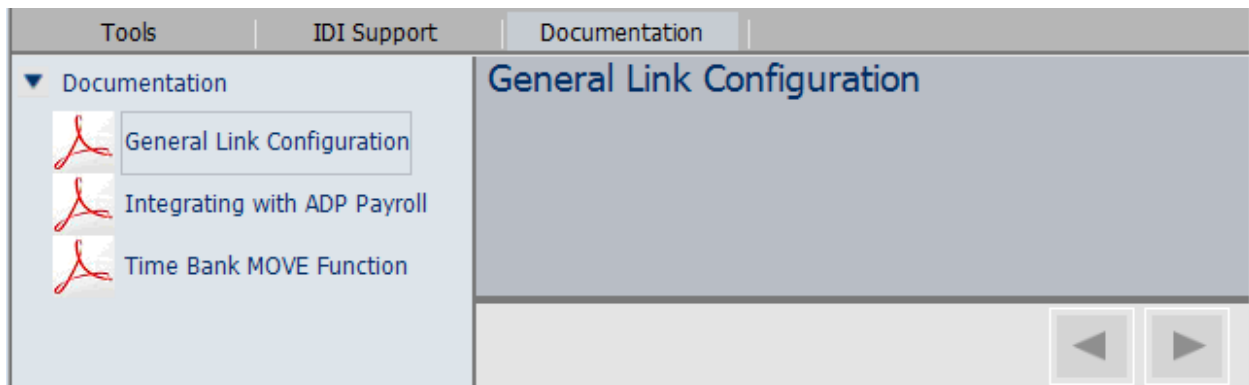 Tools
IDI Support
Documentation
Documentation
General Link Configuration
Integrating with ADP Payroll
Time Bank MOVE Function
General Link Configuration